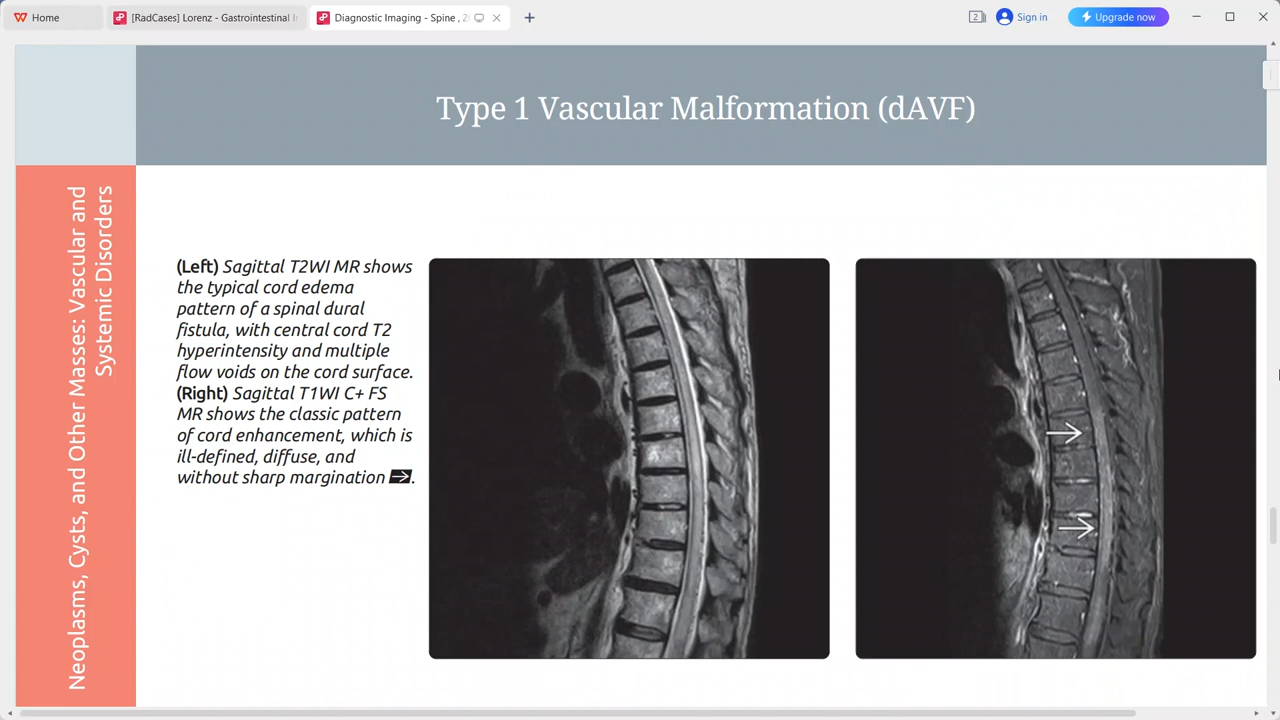 Home
[RadCases] Lorenz - Gastrointestinal I
Diagnostic Imaging - Spine , 2
2
Sign in
Upgrade now
Type 1 Vascular Malformation (dAVF)
Neoplasms, Cysts, and Other Masses: Vascular and
Systemic Disorders
(Left) Sagittal T2WI MR shows
the typical cord edema
pattern of a spinal dural
fistula, with central cord T2
hyperintensity and multiple
flow voids on the cord surface.
(Right) Sagittal T1WI C+ FS
MR shows the classic pattern
of cord enhancement, which is
ill-defined, diffuse, and
without sharp margination ➡.